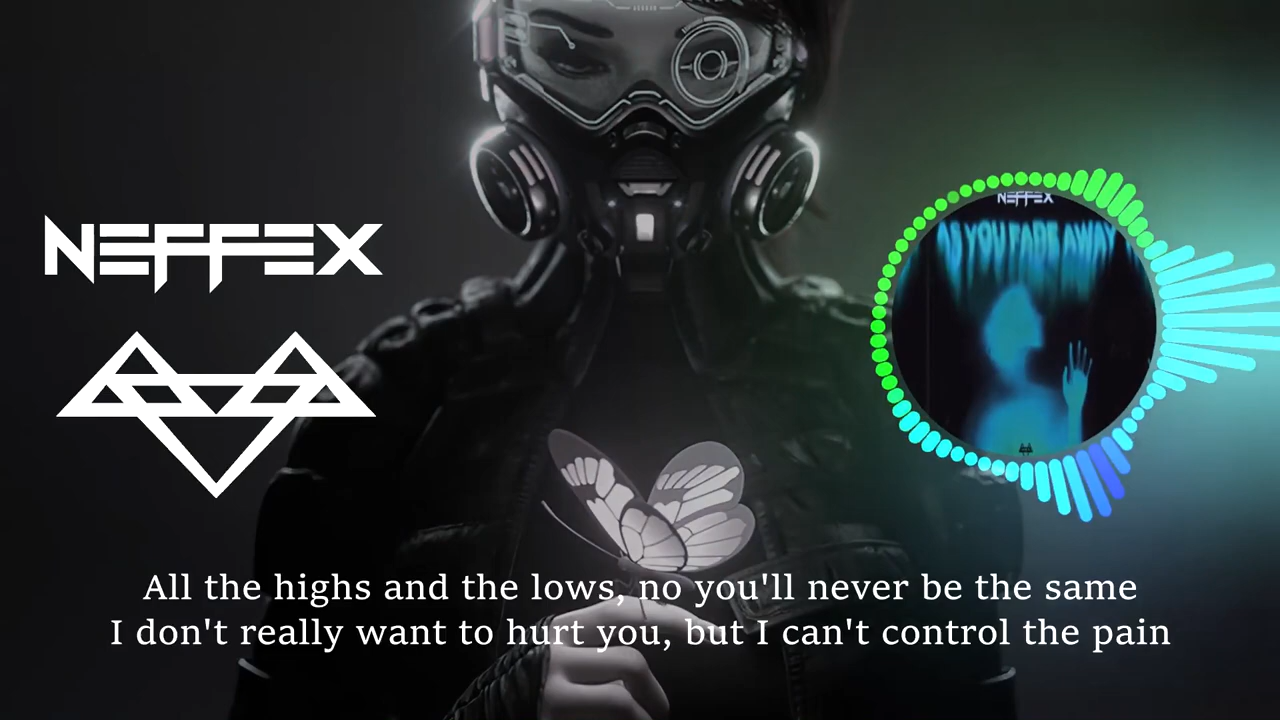 NEFFEX
NEFFEX
AS YOU FADE AWAY
All the highs and the lows, no you'll never be the same
I don't really want to hurt you, but I can't control the pain